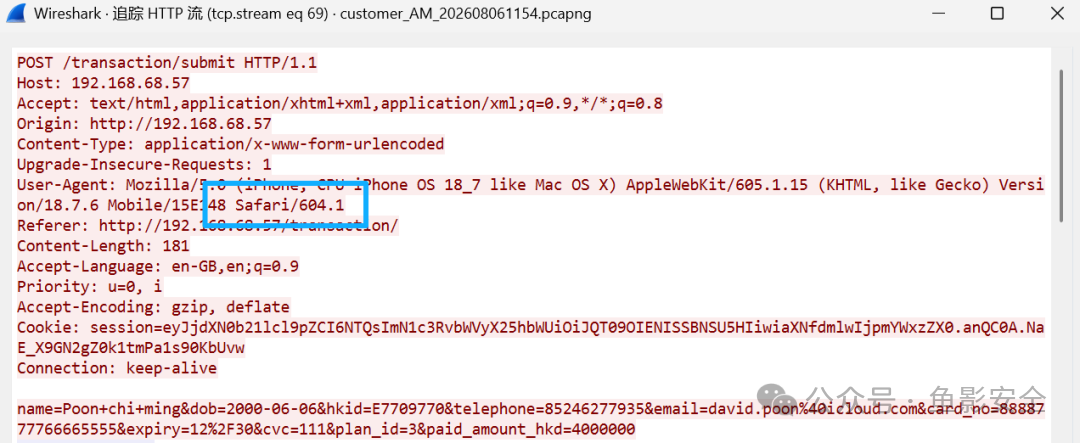 Wireshark · 追踪 HTTP 流 (tcp.stream eq 69) · customer_AM_202608061154.pcapng
POST /transaction/submit HTTP/1.1
Host: 192.168.68.57
Accept: text/html,application/xhtml+xml,application/xml;q=0.9,*/*;q=0.8
Origin: http://192.168.68.57
Content-Type: application/x-www-form-urlencoded
Upgrade-Insecure-Requests: 1
User-Agent: Mozilla/5.0 (iPhone; CPU iPhone OS 18_7 like Mac OS X) AppleWebKit/605.1.15 (KHTML, like Gecko) Versi
on/18.7.6 Mobile/15E148 Safari/604.1
Referer: http://192.168.68.57/transaction/
Content-Length: 181
Accept-Language: en-GB,en;q=0.9
Priority: u=0, i
Accept-Encoding: gzip, deflate
Cookie: session=eyJjdXN0b21lcl9pZCI6NTQsImN1c3RvbWVyX25hbWUiOiJQT09OIENISSBNSU5HIiwiaXNfdmlwIjpmYWxzZX0.anQC0A.Na
E_X9GN2gZ0k1tmPa1s90KbUvw
Connection: keep-alive
name=Poon+chi+ming&dob=2000-06-06&hkid=E7709770&telephone=85246277935&email=david.poon%40icloud.com&card_no=88887
77766665555&expiry=12%2F30&cvc=111&plan_id=3&paid_amount_hkd=4000000
公众号 · 鱼影安全